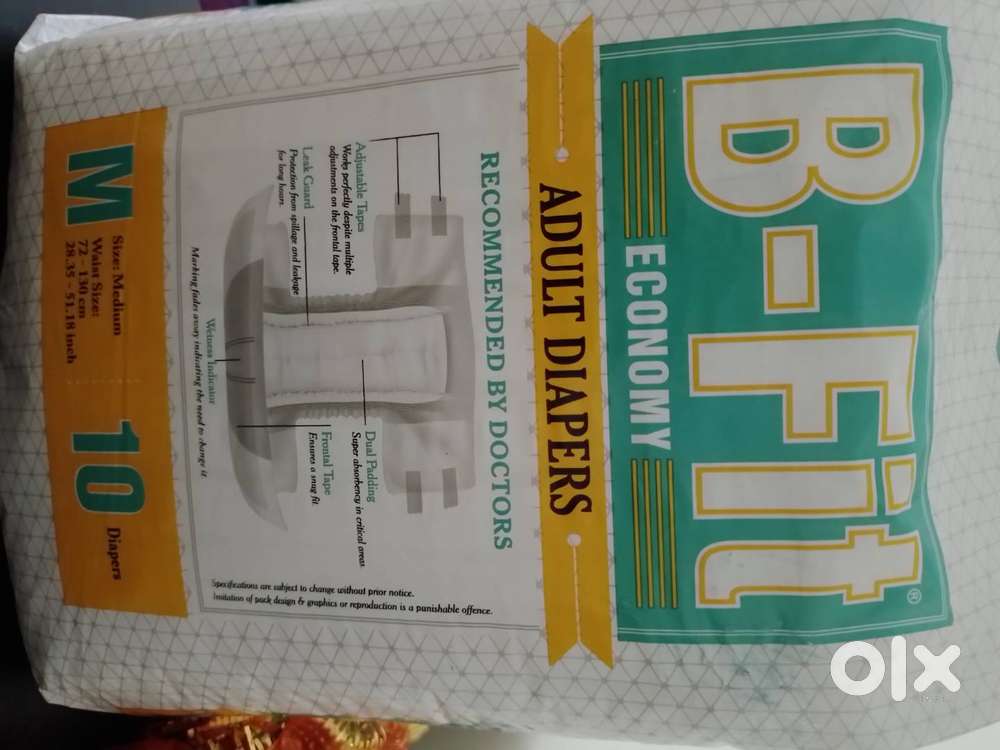 B-Fit®
ECONOMY
ADULT DIAPERS
RECOMMENDED BY DOCTORS
Adjustable Tapes
Works perfectly despite multiple
adjustments on the frontal tape.
Leak Guard
Protection from spillage and leakage
for long hours.
Dual Padding
Super absorbency in critical areas
Frontal Tape
Ensures a snug fit.
Wetness Indicator
Marking fades away indicating the need to change it.
Specifications are subject to change without prior notice.
Imitation of pack design & graphics or reproduction is a punishable offence.
M
Size: Medium
Waist Size:
72 - 130 cm
28.35 - 51.18 inch
10 Diapers
olx